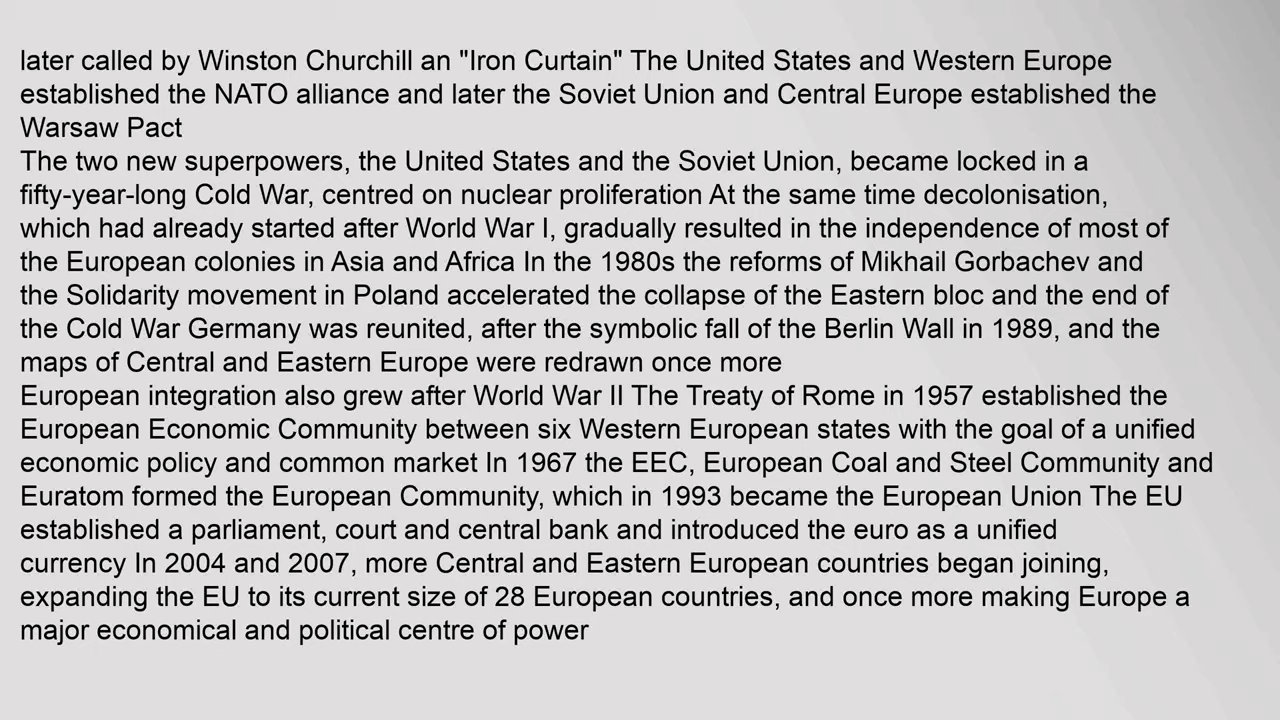 later called by Winston Churchill an "Iron Curtain" The United States and Western Europe
established the NATO alliance and later the Soviet Union and Central Europe established the
Warsaw Pact
The two new superpowers, the United States and the Soviet Union, became locked in a
fifty-year-long Cold War, centred on nuclear proliferation At the same time decolonisation,
which had already started after World War I, gradually resulted in the independence of most of
the European colonies in Asia and Africa In the 1980s the reforms of Mikhail Gorbachev and
the Solidarity movement in Poland accelerated the collapse of the Eastern bloc and the end of
the Cold War Germany was reunited, after the symbolic fall of the Berlin Wall in 1989, and the
maps of Central and Eastern Europe were redrawn once more
European integration also grew after World War II The Treaty of Rome in 1957 established the
European Economic Community between six Western European states with the goal of a unified
economic policy and common market In 1967 the EEC, European Coal and Steel Community and
Euratom formed the European Community, which in 1993 became the European Union The EU
established a parliament, court and central bank and introduced the euro as a unified
currency In 2004 and 2007, more Central and Eastern European countries began joining,
expanding the EU to its current size of 28 European countries, and once more making Europe a
major economical and political centre of power